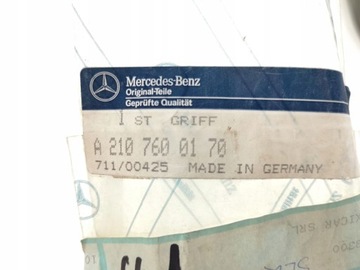 Mercedes-Benz
Original-Teile
Geprüfte Qualität
1 ST GRIFF
A 210 760 01 70
711/00425 MADE IN GERMANY